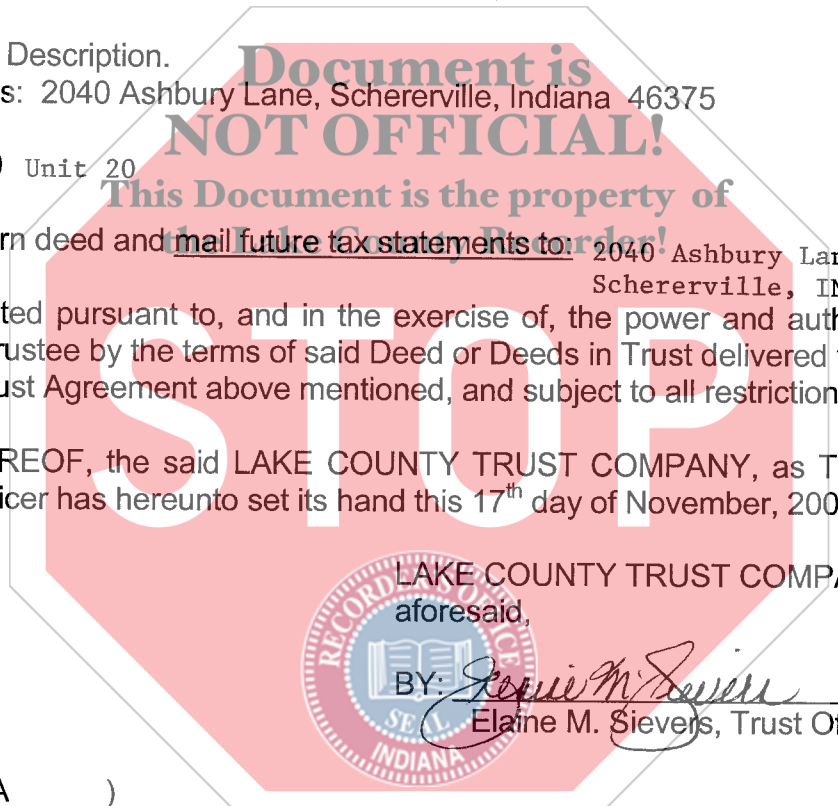 Description.
Document is
s: 2040 Ashbury Lane, Schererville, Indiana 46375
NOT OFFICIAL!
) Unit 20
This Document is the property of
the Lake County Recorder!
rn deed and mail future tax statements to: 2040 Ashbury Lan
Schererville, IN
ted pursuant to, and in the exercise of, the power and auth
rustee by the terms of said Deed or Deeds in Trust delivered t
ust Agreement above mentioned, and subject to all restriction
STOP
REOF, the said LAKE COUNTY TRUST COMPANY, as T
icer has hereunto set its hand this 17th day of November, 200
LAKE COUNTY TRUST COMPA
aforesaid,
RECORDER'S OFFICE
SEAL
INDIANA
BY:
Elaine M. Sievers, Trust Of
A )